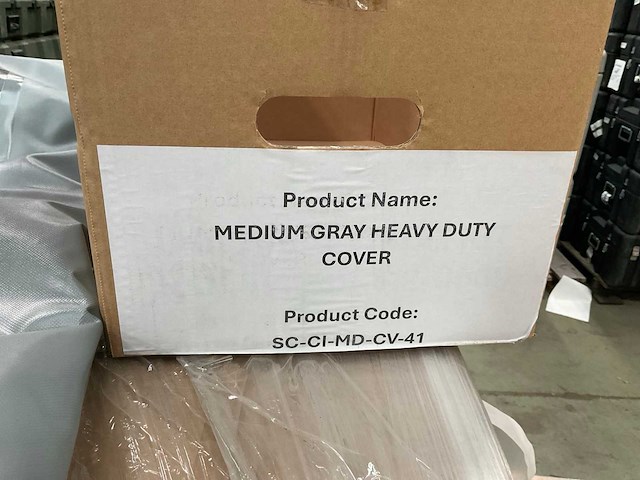 Product Name:
MEDIUM GRAY HEAVY DUTY
COVER
Product Code:
SC-CI-MD-CV-41